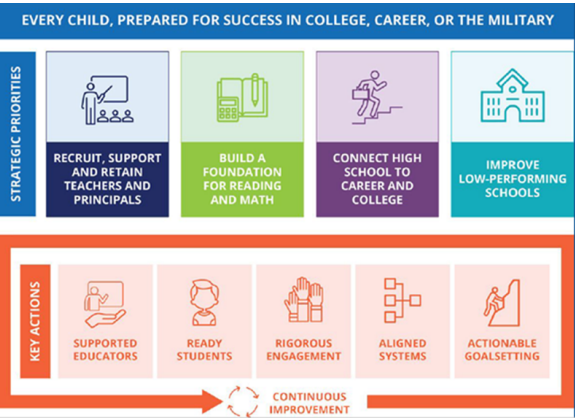 EVERY CHILD, PREPARED FOR SUCCESS IN COLLEGE, CAREER, OR THE MILITARY
STRATEGIC PRIORITIES
RECRUIT, SUPPORT
AND RETAIN
TEACHERS AND
PRINCIPALS
BUILD A
FOUNDATION
FOR READING
AND MATH
CONNECT HIGH
SCHOOL TO
CAREER AND
COLLEGE
IMPROVE
LOW-PERFORMING
SCHOOLS
KEY ACTIONS
SUPPORTED
EDUCATORS
READY
STUDENTS
RIGOROUS
ENGAGEMENT
ALIGNED
SYSTEMS
ACTIONABLE
GOALSETTING
CONTINUOUS
IMPROVEMENT